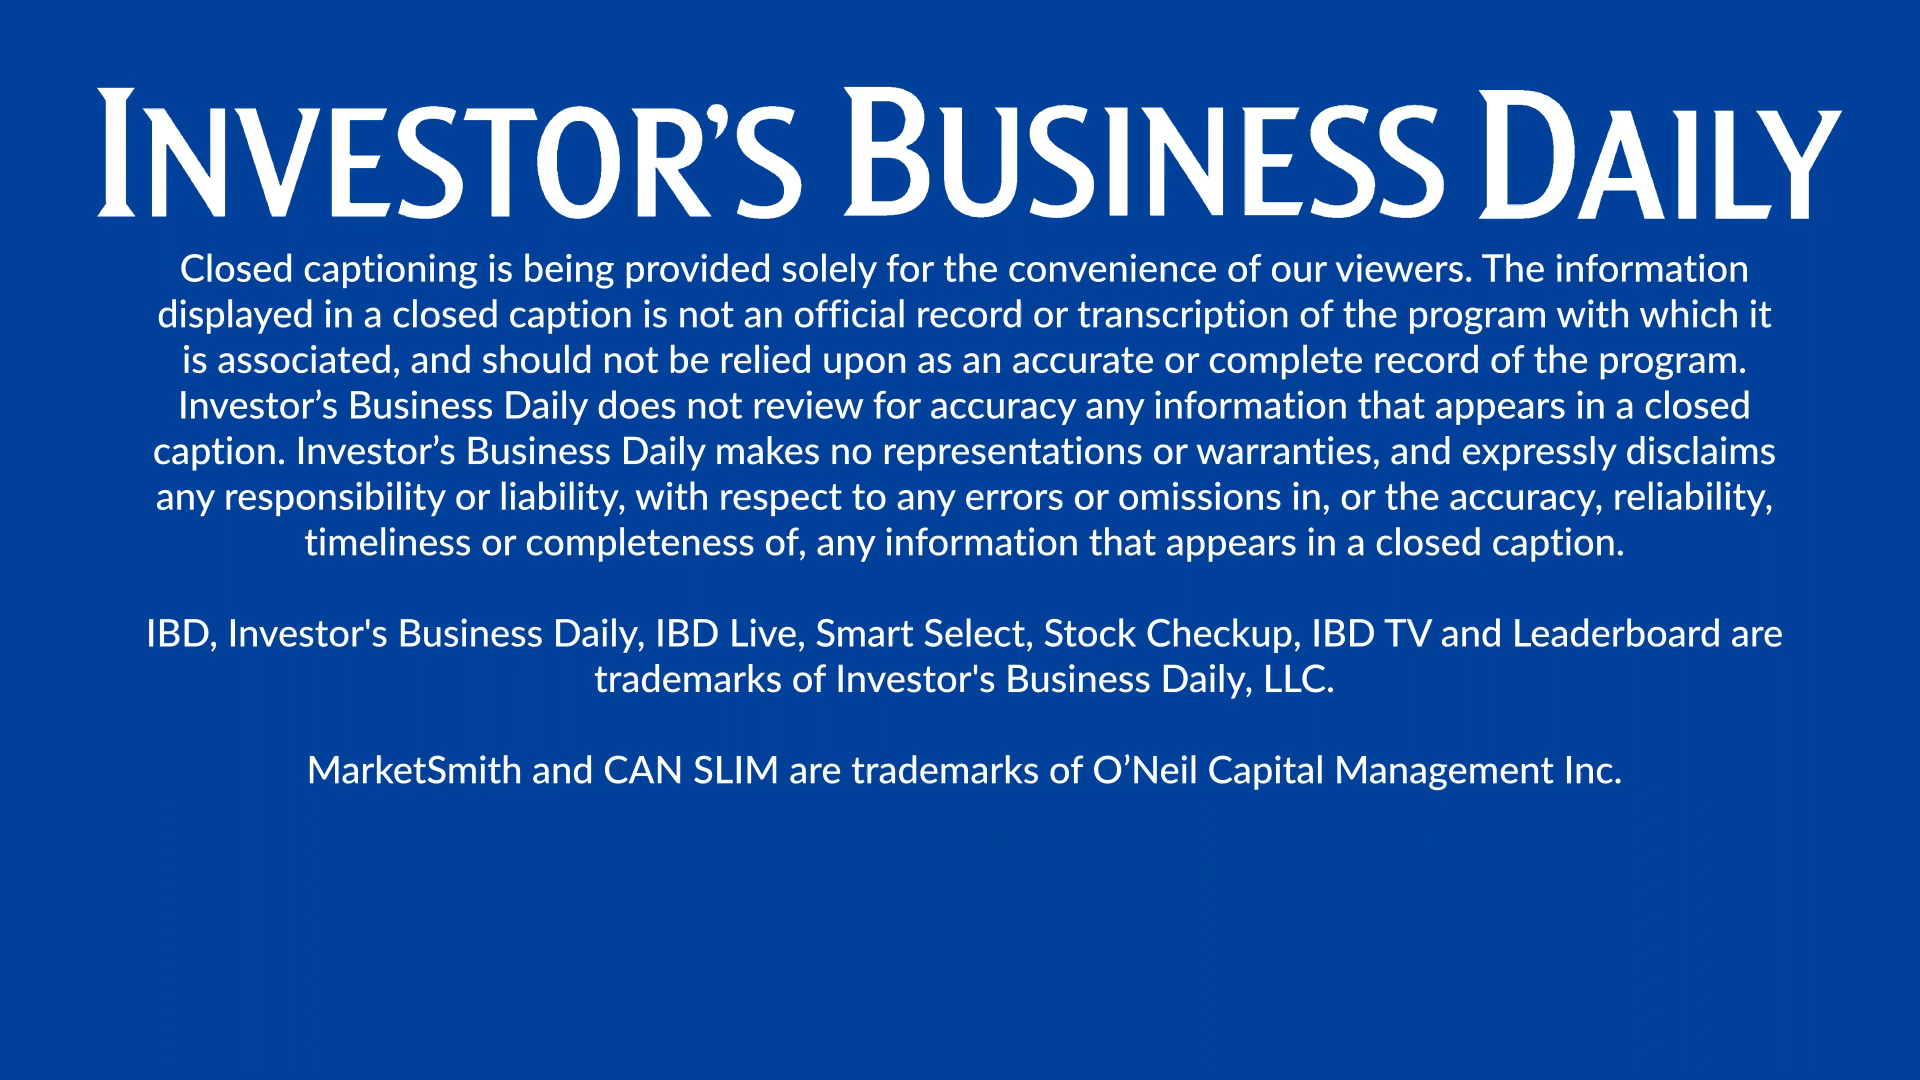 INVESTOR’S BUSINESS DAILY
Closed captioning is being provided solely for the convenience of our viewers. The information
displayed in a closed caption is not an official record or transcription of the program with which it
is associated, and should not be relied upon as an accurate or complete record of the program.
Investor’s Business Daily does not review for accuracy any information that appears in a closed
caption. Investor’s Business Daily makes no representations or warranties, and expressly disclaims
any responsibility or liability, with respect to any errors or omissions in, or the accuracy, reliability,
timeliness or completeness of, any information that appears in a closed caption.
IBD, Investor's Business Daily, IBD Live, Smart Select, Stock Checkup, IBD TV and Leaderboard are
trademarks of Investor's Business Daily, LLC.
MarketSmith and CAN SLIM are trademarks of O’Neil Capital Management Inc.